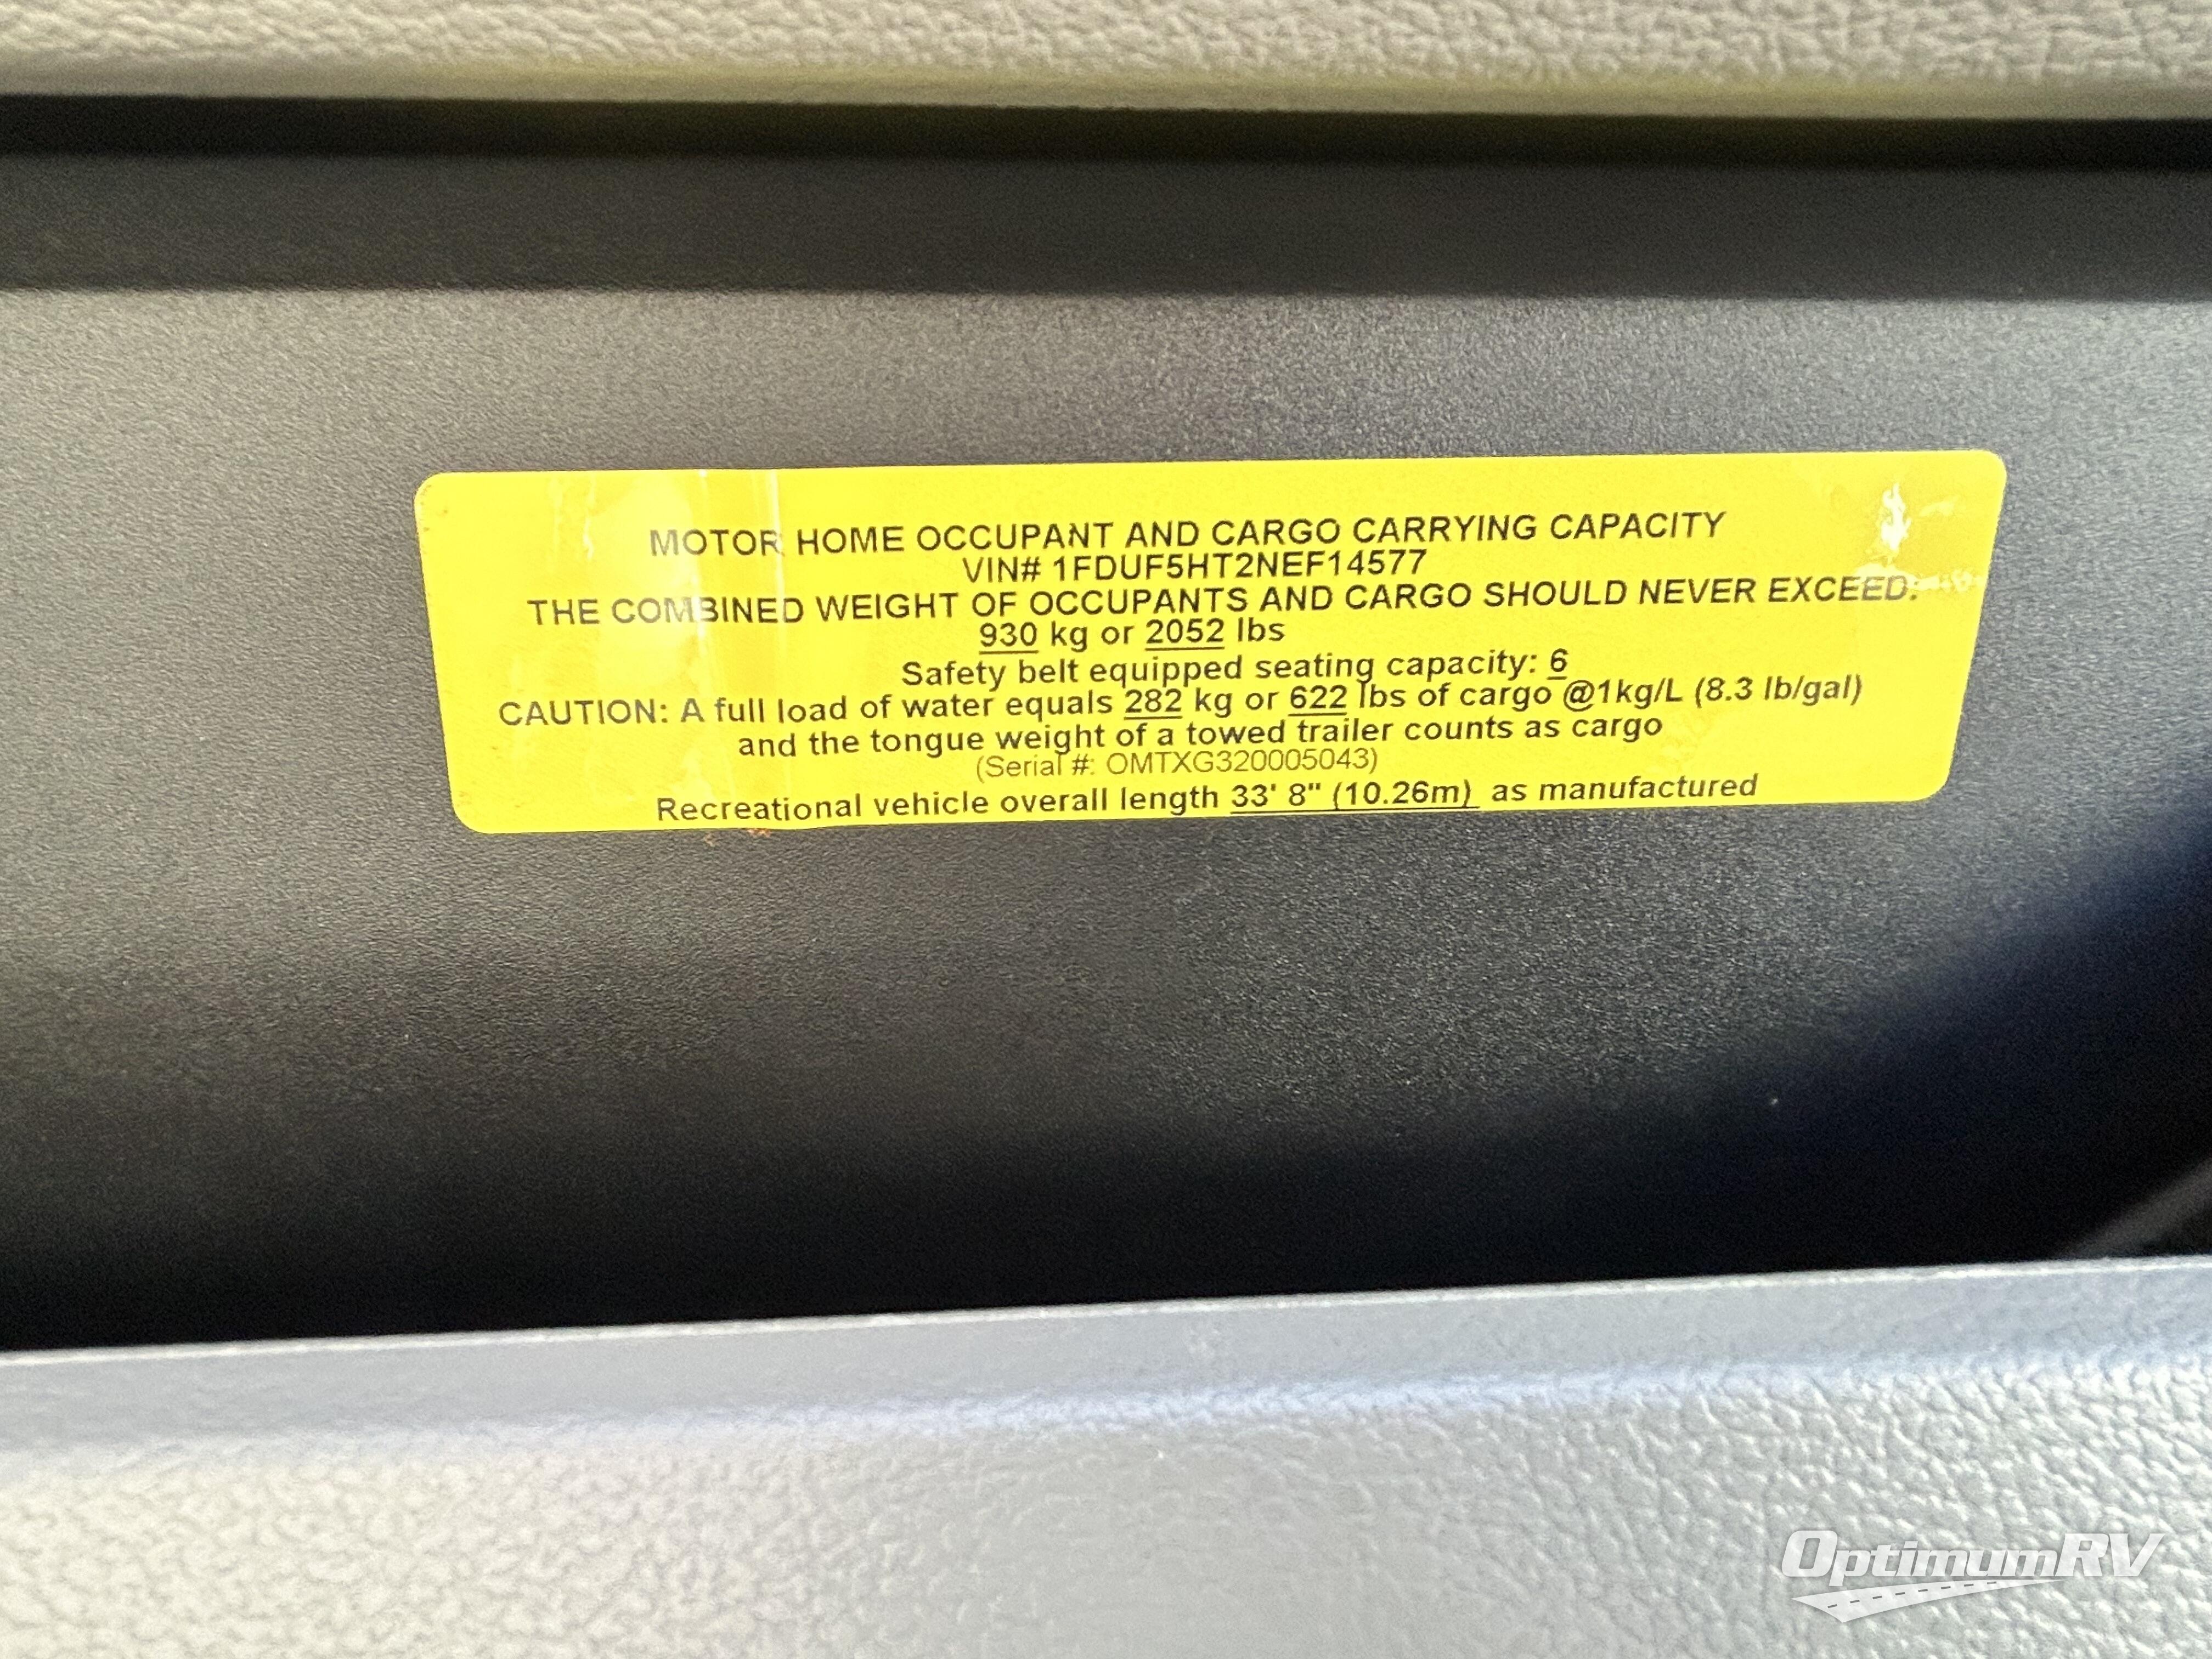 MOTOR HOME OCCUPANT AND CARGO CARRYING CAPACITY
VIN# 1FDUF5HT2NEF14577
THE COMBINED WEIGHT OF OCCUPANTS AND CARGO SHOULD NEVER EXCEED:
930 kg or 2052 lbs
Safety belt equipped seating capacity: 6
CAUTION: A full load of water equals 282 kg or 622 lbs of cargo @1kg/L (8.3 lb/gal)
and the tongue weight of a towed trailer counts as cargo
(Serial #: OMTXG320005043)
Recreational vehicle overall length 33' 8" (10.26m) as manufactured
OptimumRV